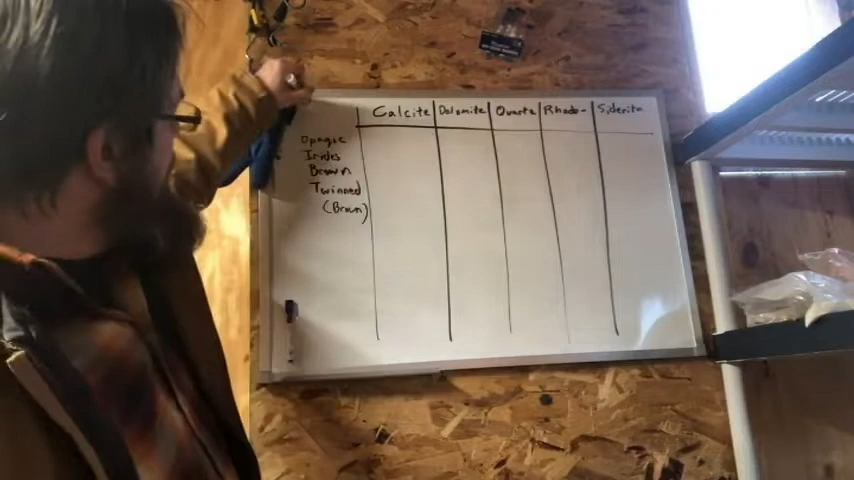 Calcite Dolomite Quartz Rhodo- Siderite
Opaque
Irides
Brown
Twinned
(Brown)